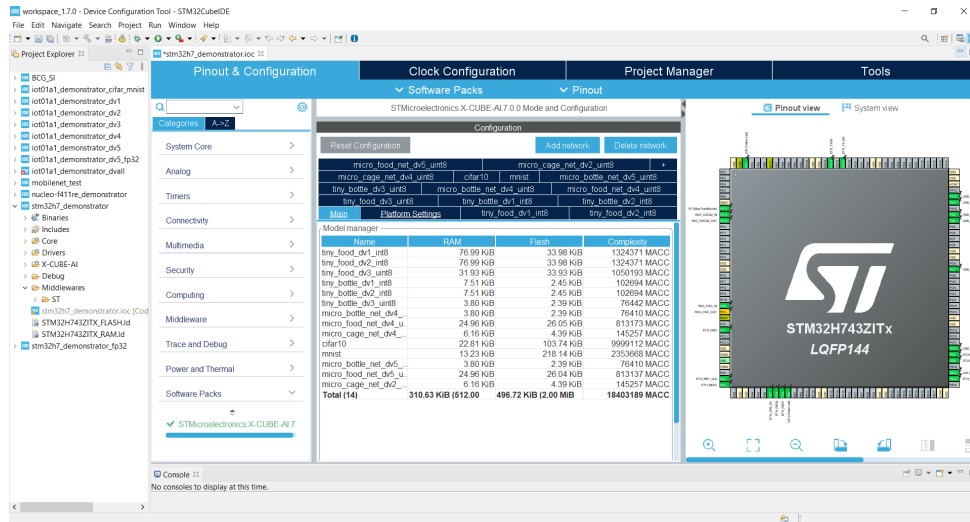 workspace_1.7.0 - Device Configuration Tool - STM32CubeIDE
File Edit Navigate Search Project Run Window Help
Project Explorer
*stm32h7_demonstrator.ioc
BCG_SI
iot01a1_demonstrator_cifar_mnist
iot01a1_demonstrator_dv1
iot01a1_demonstrator_dv2
iot01a1_demonstrator_dv3
iot01a1_demonstrator_dv4
iot01a1_demonstrator_dv5
iot01a1_demonstrator_dv5_fp32
iot01a1_demonstrator_dvall
mobilenet_test
nucleo-f411re_demonstrator
stm32h7_demonstrator
Binaries
Includes
Core
Drivers
X-CUBE-AI
Debug
Middlewares
ST
stm32h7_demonstrator.ioc [Cod
STM32H743ZITX_FLASH.ld
STM32H743ZITX_RAM.ld
stm32h7_demonstrator_fp32
Pinout & Configuration
Clock Configuration
Project Manager
Tools
Software Packs
Pinout
Categories A->Z
System Core
Analog
Timers
Connectivity
Multimedia
Security
Computing
Middleware
Trace and Debug
Power and Thermal
Software Packs
STMicroelectronics.X-CUBE-AI.7
STMicroelectronics.X-CUBE-AI.7.0.0 Mode and Configuration
Configuration
Reset Configuration Add network Delete network
micro_food_net_dv5_uint8 micro_cage_net_dv2_uint8 +
micro_cage_net_dv4_uint8 cifar10 mnist micro_bottle_net_dv5_uint8
tiny_bottle_dv3_uint8 micro_bottle_net_dv4_uint8 micro_food_net_dv4_uint8
tiny_food_dv3_uint8 tiny_bottle_dv1_int8 tiny_bottle_dv2_int8
Main Platform Settings tiny_food_dv1_int8 tiny_food_dv2_int8
Model manager
Name RAM Flash Complexity
tiny_food_dv1_int8 76.99 KiB 33.98 KiB 1324371 MACC
tiny_food_dv2_int8 76.99 KiB 33.98 KiB 1324371 MACC
tiny_food_dv3_uint8 31.93 KiB 33.93 KiB 1050193 MACC
tiny_bottle_dv1_int8 7.51 KiB 2.45 KiB 102694 MACC
tiny_bottle_dv2_int8 7.51 KiB 2.45 KiB 102694 MACC
tiny_bottle_dv3_uint8 3.80 KiB 2.39 KiB 76442 MACC
micro_bottle_net_dv4_... 3.80 KiB 2.39 KiB 76410 MACC
micro_food_net_dv4_u... 24.96 KiB 26.05 KiB 813173 MACC
micro_cage_net_dv4_... 6.16 KiB 4.39 KiB 145257 MACC
cifar10 22.81 KiB 103.74 KiB 9999112 MACC
mnist 13.23 KiB 218.14 KiB 2353668 MACC
micro_bottle_net_dv5_... 3.80 KiB 2.39 KiB 76410 MACC
micro_food_net_dv5_u... 24.96 KiB 26.04 KiB 813137 MACC
micro_cage_net_dv2_... 6.16 KiB 4.39 KiB 145257 MACC
Total (14) 310.63 KiB (512.00 496.72 KiB (2.00 MiB 18403189 MACC
Pinout view System view
ST
STM32H743ZITx
LQFP144
Console
No consoles to display at this time.